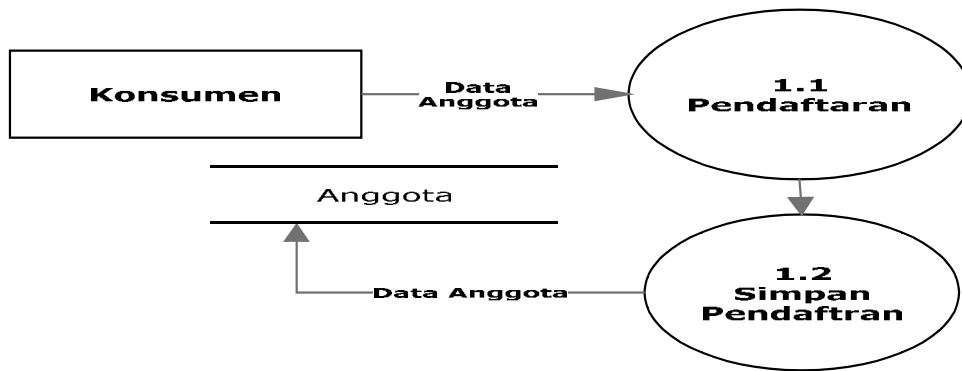 Konsumen
Data
Anggota
1.1
Pendaftaran
Anggota
Data Anggota
1.2
Simpan
Pendaftran